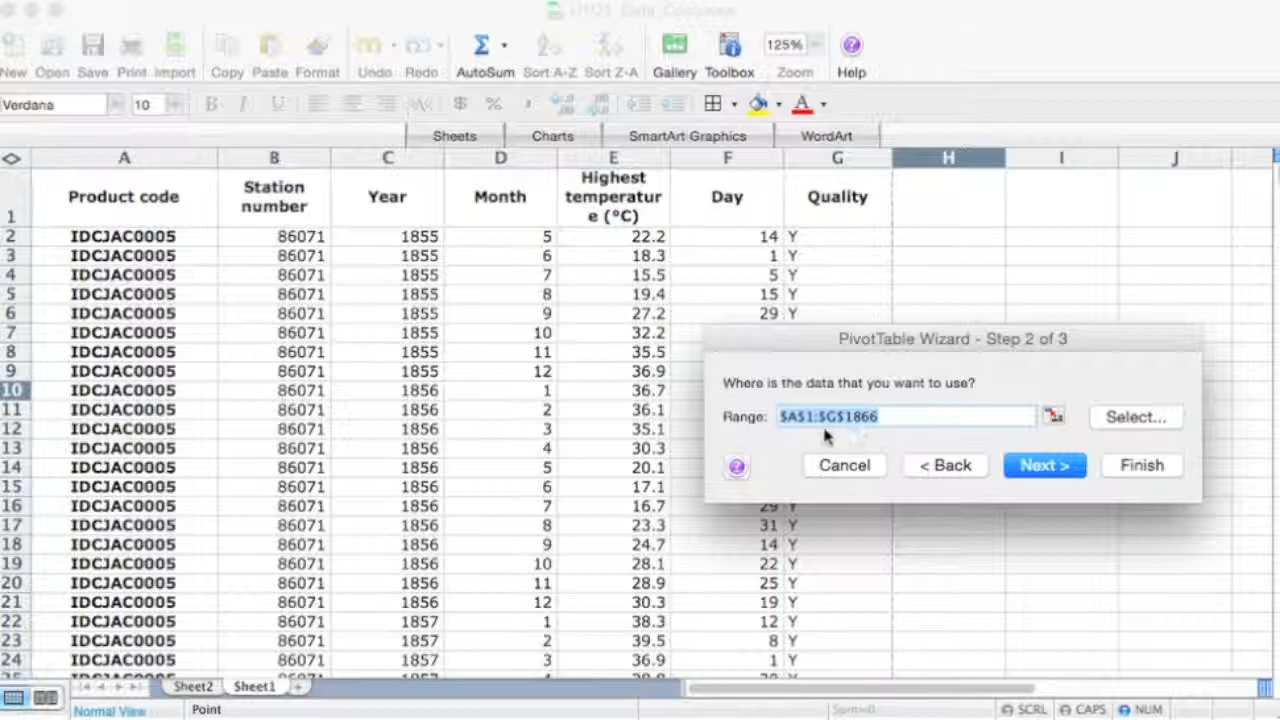 New Open Save Print Import Copy Paste Format Undo Redo AutoSum Sort A-Z Sort Z-A Gallery Toolbox 125% Zoom Help
Verdana 10 B I U $ % A
Sheets Charts SmartArt Graphics WordArt
A B C D E F G H I J
1 Product code Station number Year Month Highest temperatur e (°C) Day Quality
2 IDCJAC0005 86071 1855 5 22.2 14 Y
3 IDCJAC0005 86071 1855 6 18.3 1 Y
4 IDCJAC0005 86071 1855 7 15.5 5 Y
5 IDCJAC0005 86071 1855 8 19.4 15 Y
6 IDCJAC0005 86071 1855 9 27.2 29 Y
7 IDCJAC0005 86071 1855 10 32.2
8 IDCJAC0005 86071 1855 11 35.5
9 IDCJAC0005 86071 1855 12 36.9
10 IDCJAC0005 86071 1856 1 36.7
11 IDCJAC0005 86071 1856 2 36.1
12 IDCJAC0005 86071 1856 3 35.1
13 IDCJAC0005 86071 1856 4 30.3
14 IDCJAC0005 86071 1856 5 20.1
15 IDCJAC0005 86071 1856 6 17.1
16 IDCJAC0005 86071 1856 7 16.7 29 Y
17 IDCJAC0005 86071 1856 8 23.3 31 Y
18 IDCJAC0005 86071 1856 9 24.7 14 Y
19 IDCJAC0005 86071 1856 10 28.1 22 Y
20 IDCJAC0005 86071 1856 11 28.9 25 Y
21 IDCJAC0005 86071 1856 12 30.3 19 Y
22 IDCJAC0005 86071 1857 1 38.3 12 Y
23 IDCJAC0005 86071 1857 2 39.5 8 Y
24 IDCJAC0005 86071 1857 3 36.9 1 Y
PivotTable Wizard - Step 2 of 3
Where is the data that you want to use?
Range: $A$1:$G$1866 Select...
Cancel < Back Next > Finish
Sheet2 Sheet1
Normal View Point Sum=0 SCRL CAPS NUM